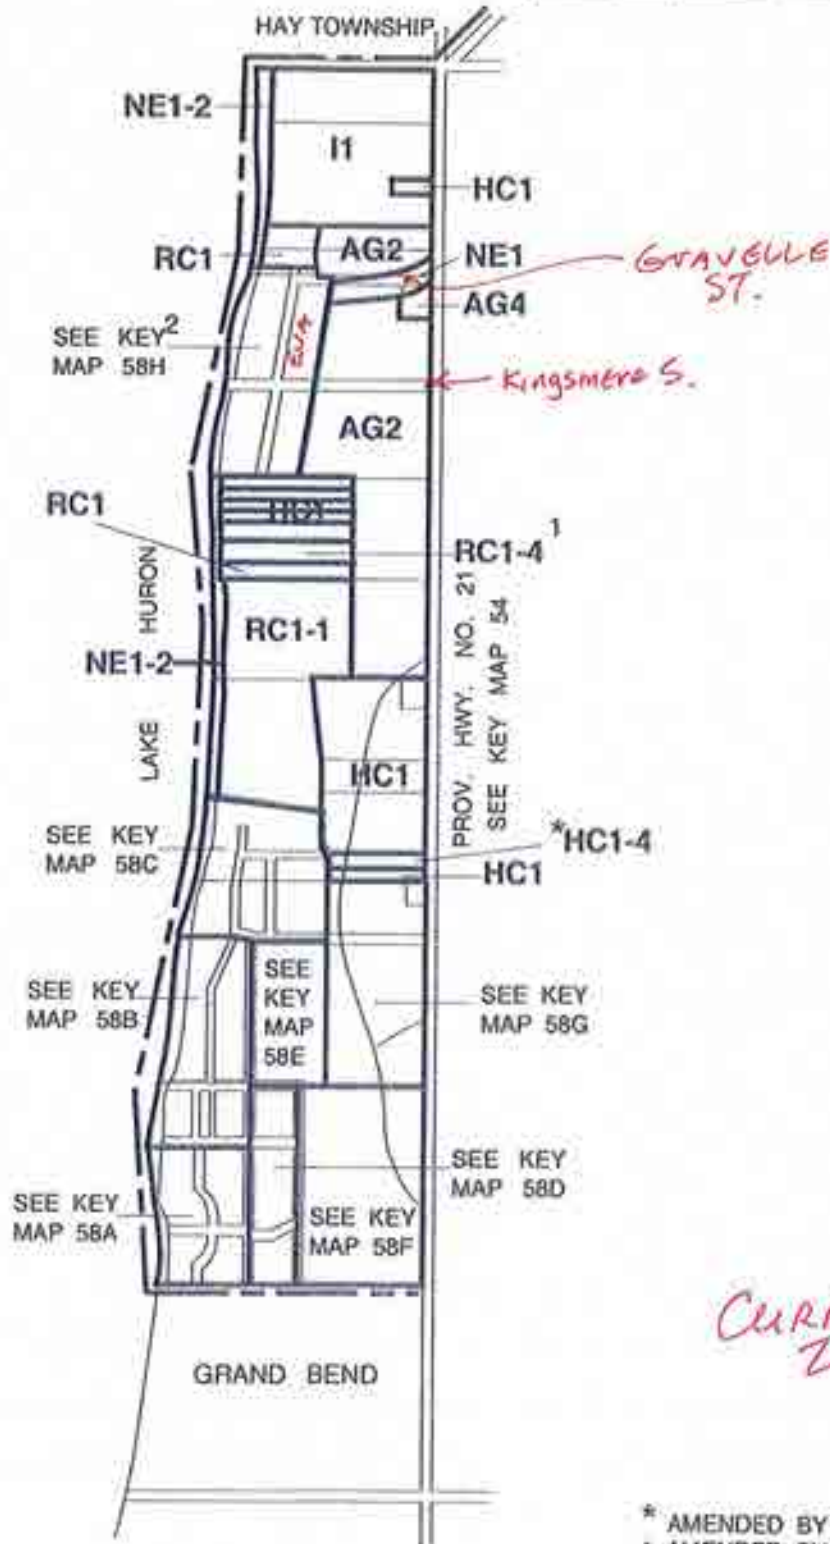 HAY TOWNSHIP
NE1-2
I1
HC1
RC1
AG2
NE1
GRAVELLE
ST.
AG4
SEE KEY 2
MAP 58H
Kingsmere S.
AG2
RC1
HC1
RC1-4 1
RC1-1
NE1-2
LAKE HURON
PROV. HWY. NO. 21
SEE KEY MAP 54
HC1
*HC1-4
HC1
SEE KEY
MAP 58C
SEE KEY
MAP 58B
SEE
KEY
MAP
58E
SEE KEY
MAP 58G
SEE KEY
MAP 58D
SEE KEY
MAP 58A
SEE KEY
MAP 58F
GRAND BEND
* AMENDED BY